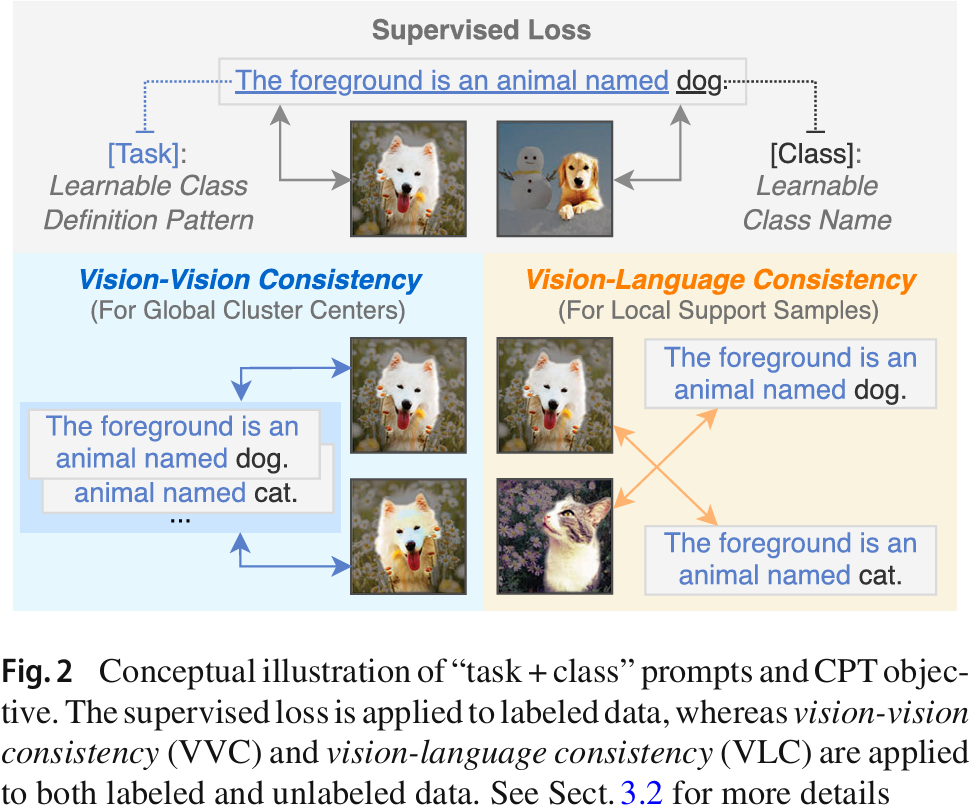 Supervised Loss
The foreground is an animal named dog.
[Task]:
Learnable Class
Definition Pattern
[Class]:
Learnable
Class Name
Vision-Vision Consistency
(For Global Cluster Centers)
The foreground is an
animal named dog.
animal named cat.
...
Vision-Language Consistency
(For Local Support Samples)
The foreground is an
animal named dog.
The foreground is an
animal named cat.
Fig. 2 Conceptual illustration of “task + class” prompts and CPT objec-
tive. The supervised loss is applied to labeled data, whereas vision-vision
consistency (VVC) and vision-language consistency (VLC) are applied
to both labeled and unlabeled data. See Sect. 3.2 for more details